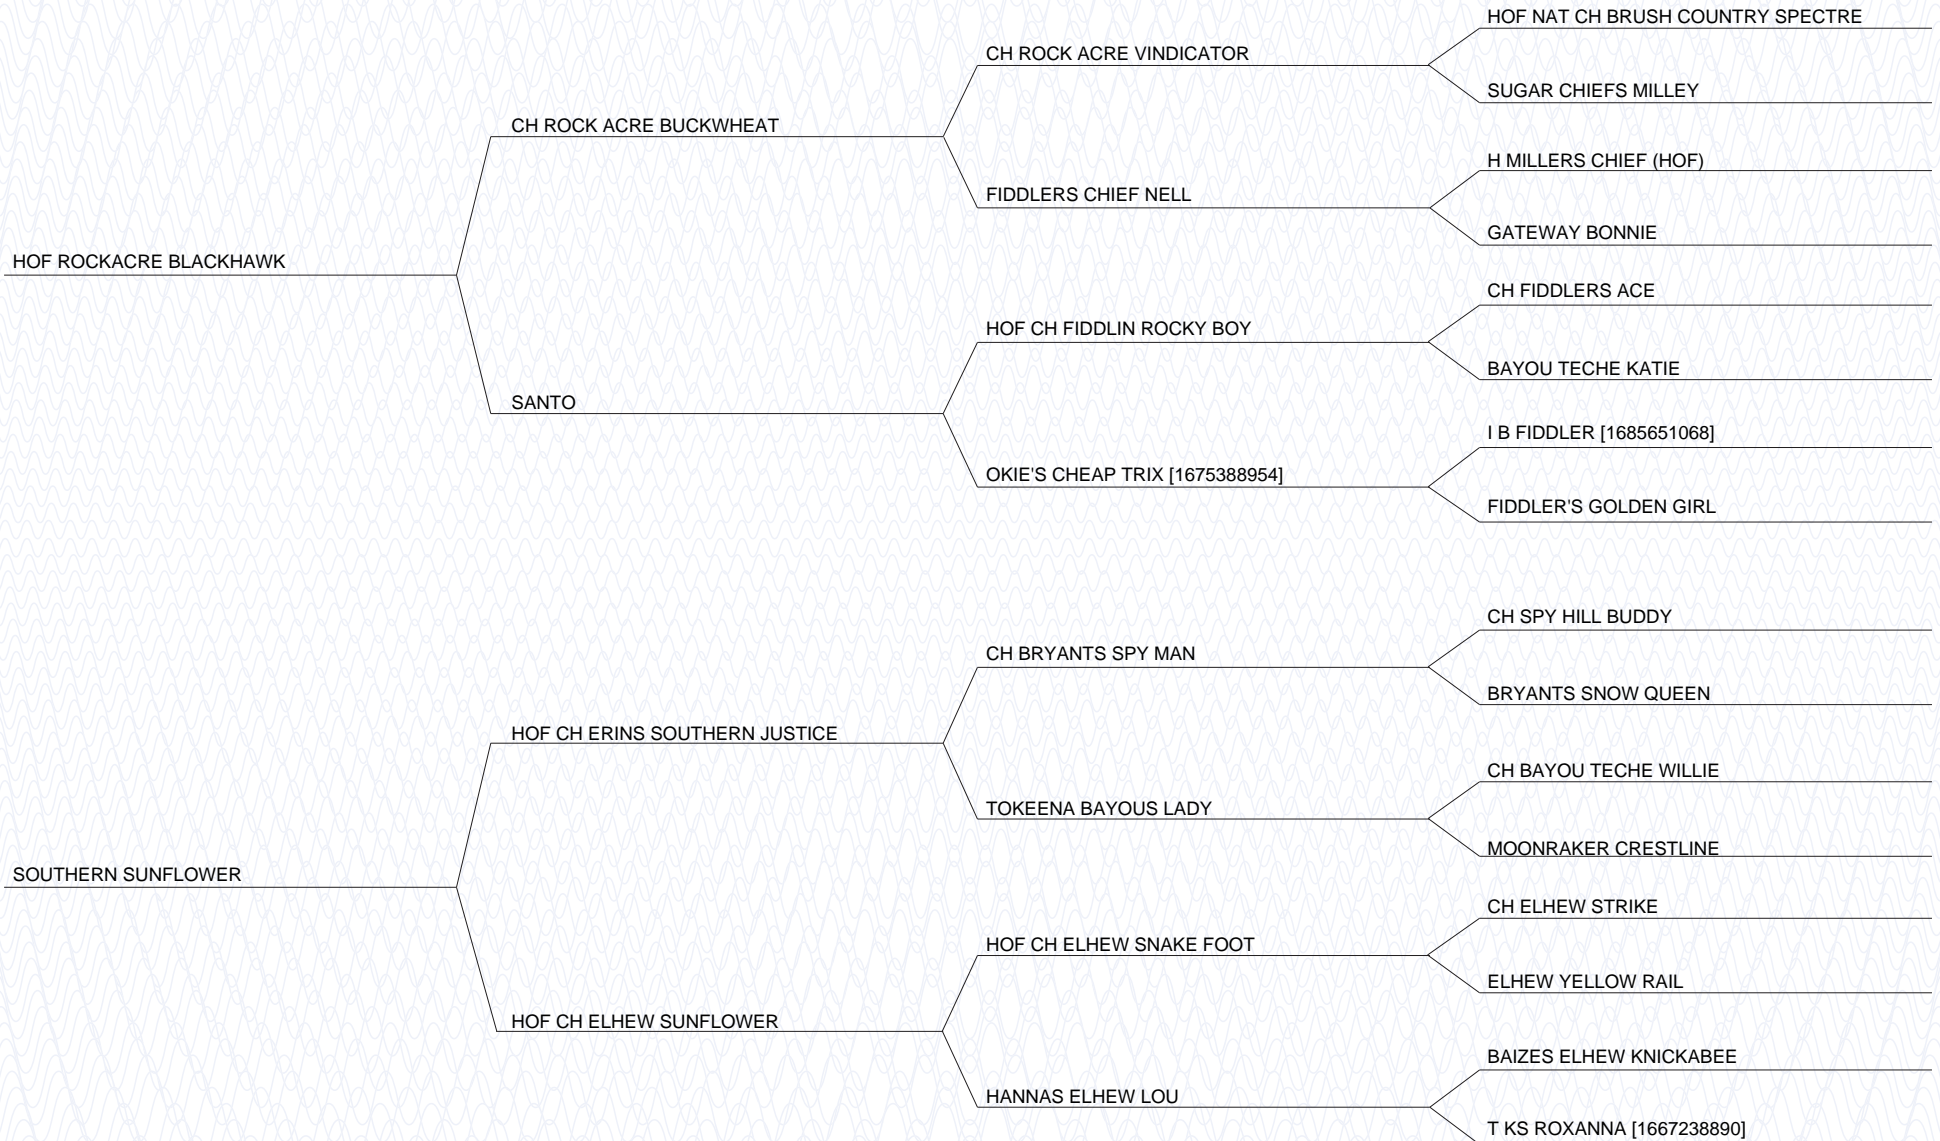 HOF NAT CH BRUSH COUNTRY SPECTRE
CH ROCK ACRE VINDICATOR
SUGAR CHIEFS MILLEY
CH ROCK ACRE BUCKWHEAT
H MILLERS CHIEF (HOF)
FIDDLERS CHIEF NELL
GATEWAY BONNIE
HOF ROCKACRE BLACKHAWK
CH FIDDLERS ACE
HOF CH FIDDLIN ROCKY BOY
BAYOU TECHE KATIE
SANTO
I B FIDDLER [1685651068]
OKIE'S CHEAP TRIX [1675388954]
FIDDLER'S GOLDEN GIRL
CH SPY HILL BUDDY
CH BRYANTS SPY MAN
BRYANTS SNOW QUEEN
HOF CH ERINS SOUTHERN JUSTICE
CH BAYOU TECHE WILLIE
TOKEENA BAYOUS LADY
MOONRAKER CRESTLINE
SOUTHERN SUNFLOWER
CH ELHEW STRIKE
HOF CH ELHEW SNAKE FOOT
ELHEW YELLOW RAIL
HOF CH ELHEW SUNFLOWER
BAIZES ELHEW KNICKABEE
HANNAS ELHEW LOU
T KS ROXANNA [1667238890]